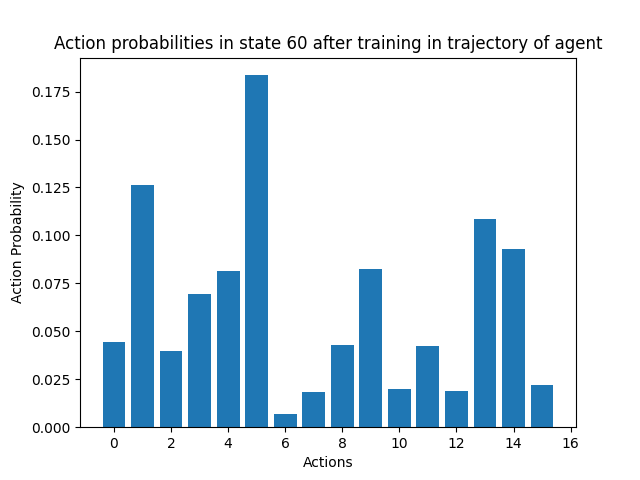 Action probabilities in state 60 after training in trajectory of agent
0.175
0.150
0.125
0.100
0.075
0.050
0.025
0.000
Action Probability
0 2 4 6 8 10 12 14 16
Actions